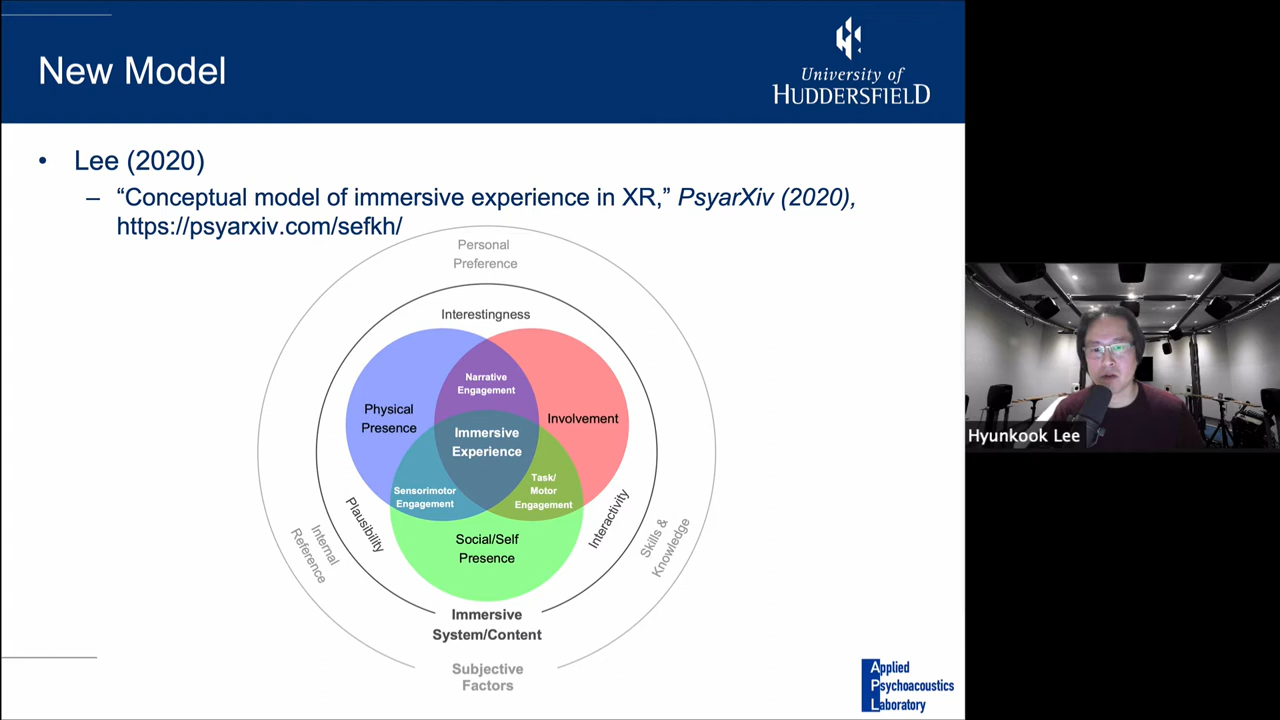 New Model
University of
HUDDERSFIELD
• Lee (2020)
– “Conceptual model of immersive experience in XR,” PsyarXiv (2020),
https://psyarxiv.com/sefkh/
Personal
Preference
Interestingness
Narrative
Engagement
Physical
Presence
Involvement
Immersive
Experience
Sensorimotor
Engagement
Task/
Motor
Engagement
Plausibility
Interactivity
Internal
Reference
Skills &
Knowledge
Social/Self
Presence
Immersive
System/Content
Subjective
Factors
Applied
Psychoacoustics
Laboratory
Hyunkook Lee